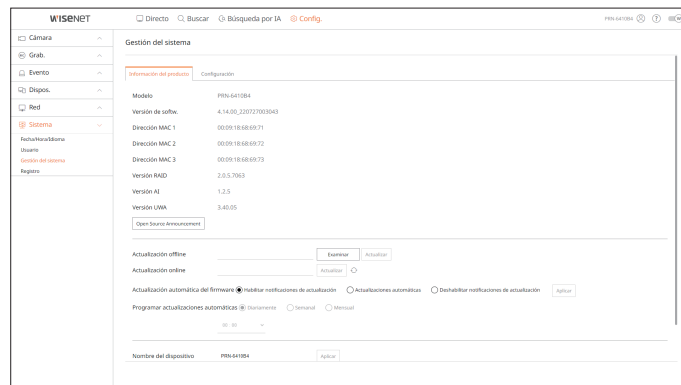 WISENET
Directo Buscar Búsqueda por IA Config.
PRN-6410B4
Cámara
Grab.
Evento
Dispos.
Red
Sistema
Fecha/Hora/Idioma
Usuario
Gestión del sistema
Registro
Gestión del sistema
Información del producto Configuración
Modelo PRN-6410B4
Versión de softw. 4.14.00_220727003943
Dirección MAC 1 00:09:18:68:69:71
Dirección MAC 2 00:09:18:68:69:72
Dirección MAC 3 00:09:18:68:69:73
Versión RAID 2.0.5.7063
Versión AI 1.2.5
Versión UWA 3.40.05
Open Source Announcement
Actualización offline Examinar Actualizar
Actualización online Actualizar
Actualización automática del firmware Habilitar notificaciones de actualización Actualizaciones automáticas Deshabilitar notificaciones de actualización Aplicar
Programar actualizaciones automáticas Diariamente Semanal Mensual
00 : 00
Nombre del dispositivo PRN-6410B4 Aplicar